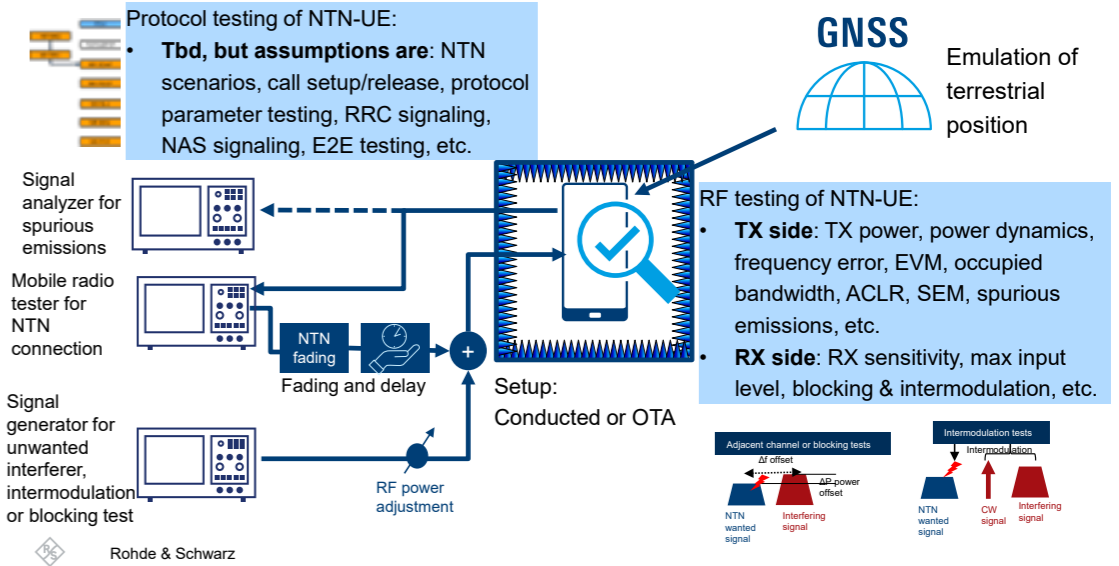 Protocol testing of NTN-UE:
• Tbd, but assumptions are: NTN
scenarios, call setup/release, protocol
parameter testing, RRC signaling,
NAS signaling, E2E testing, etc.
GNSS
Emulation of
terrestrial
position
Signal
analyzer for
spurious
emissions
Mobile radio
tester for
NTN
connection
NTN
fading
+
Fading and delay
Setup:
Conducted or OTA
RF testing of NTN-UE:
• TX side: TX power, power dynamics,
frequency error, EVM, occupied
bandwidth, ACLR, SEM, spurious
emissions, etc.
• RX side: RX sensitivity, max input
level, blocking & intermodulation, etc.
Signal
generator for
unwanted
interferer,
intermodulation
or blocking test
RF power
adjustment
Adjacent channel or blocking tests
Δf offset
ΔP power
offset
NTN
wanted
signal
Interfering
signal
Intermodulation tests
Intermodulation
NTN
wanted
signal
CW
signal
Interfering
signal
R/S
Rohde & Schwarz